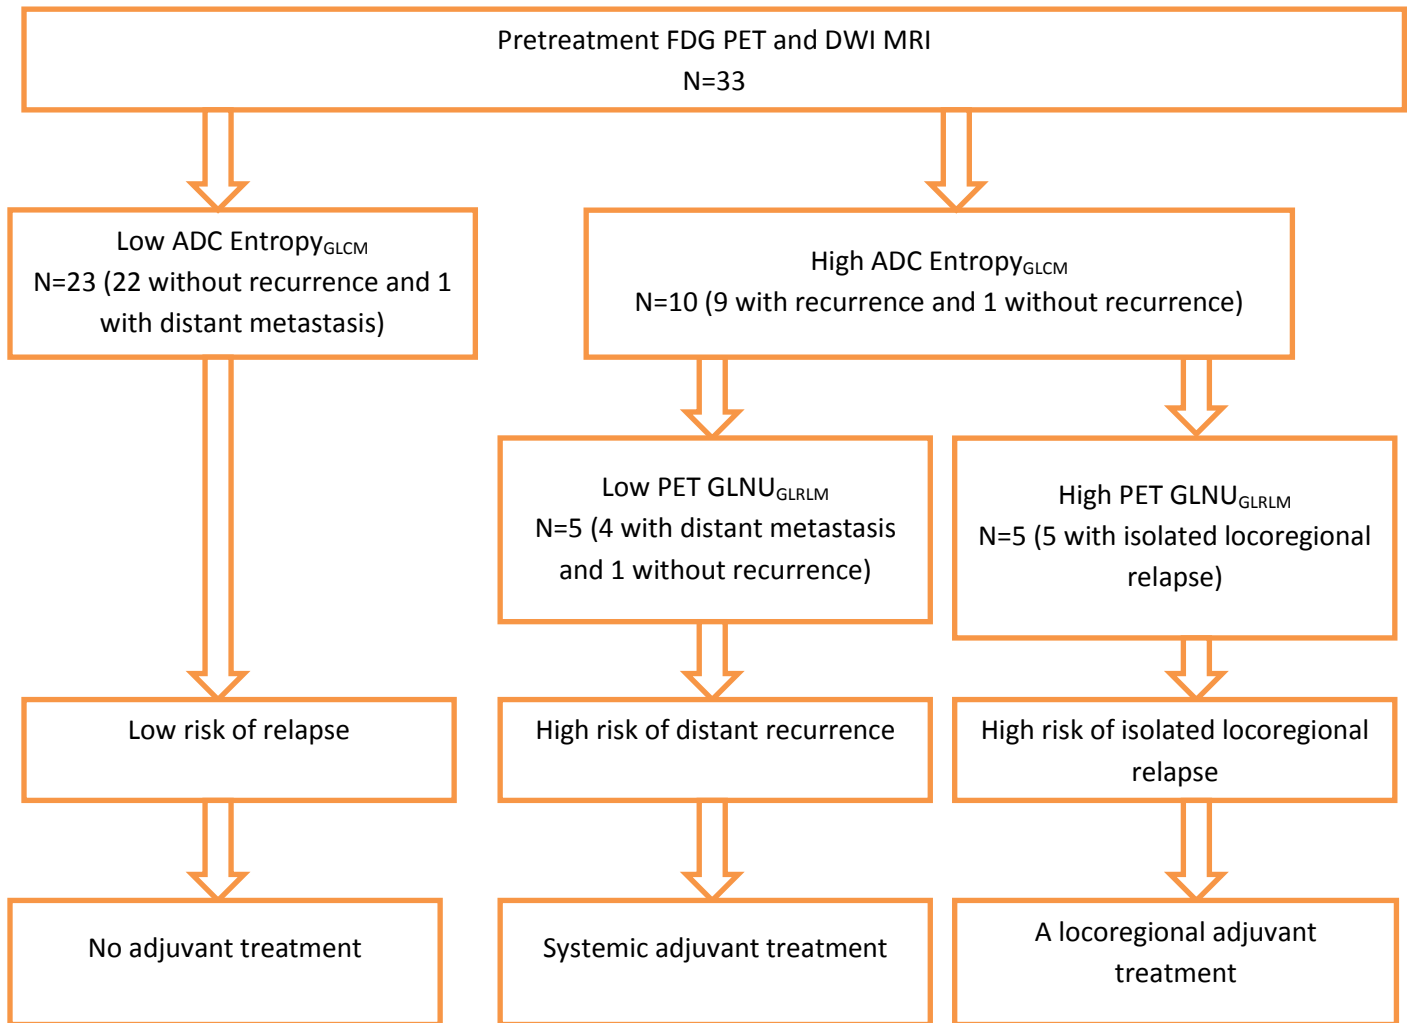 Pretreatment FDG PET and DWI MRI
N=33
Low ADC EntropyGLCM
N=23 (22 without recurrence and 1
with distant metastasis)
High ADC EntropyGLCM
N=10 (9 with recurrence and 1 without recurrence)
Low PET GLNUGLRLM
N=5 (4 with distant metastasis
and 1 without recurrence)
High PET GLNUGLRLM
N=5 (5 with isolated locoregional
relapse)
Low risk of relapse
High risk of distant recurrence
High risk of isolated locoregional
relapse
No adjuvant treatment
Systemic adjuvant treatment
A locoregional adjuvant
treatment